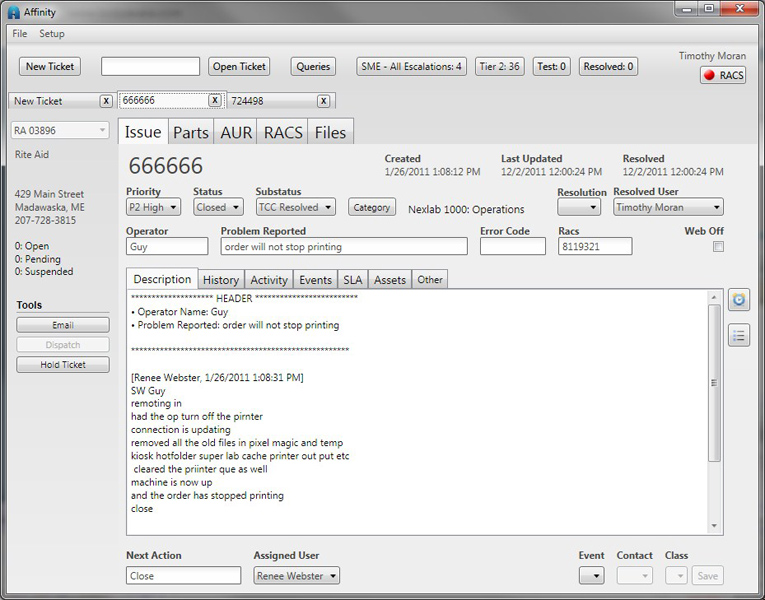 Affinity
File Setup
New Ticket Open Ticket Queries SME - All Escalations: 4 Tier 2: 36 Test: 0 Resolved: 0
Timothy Moran
RACS
New Ticket X 666666 X 724498 X
RA 03896
Rite Aid
429 Main Street
Madawaska, ME
207-728-3815
0: Open
0: Pending
0: Suspended
Tools
Email
Dispatch
Hold Ticket
Issue Parts AUR RACS Files
666666
Created Last Updated Resolved
1/26/2011 1:08:12 PM 12/2/2011 12:00:24 PM 12/2/2011 12:00:24 PM
Priority Status Substatus Resolution Resolved User
P2 High Closed TCC Resolved Category Nexlab 1000: Operations Timothy Moran
Operator Problem Reported Error Code Racs Web Off
Guy order will not stop printing 8119321
Description History Activity Events SLA Assets Other
******************** HEADER *************************
• Operator Name: Guy
• Problem Reported: order will not stop printing
*****************************************************
[Renee Webster, 1/26/2011 1:08:31 PM]
SW Guy
remoting in
had the op turn off the pirnter
connection is updating
removed all the old files in pixel magic and temp
kiosk hotfolder super lab cache printer out put etc
cleared the priinter que as well
machine is now up
and the order has stopped printing
close
Next Action Assigned User Event Contact Class
Close Renee Webster Save